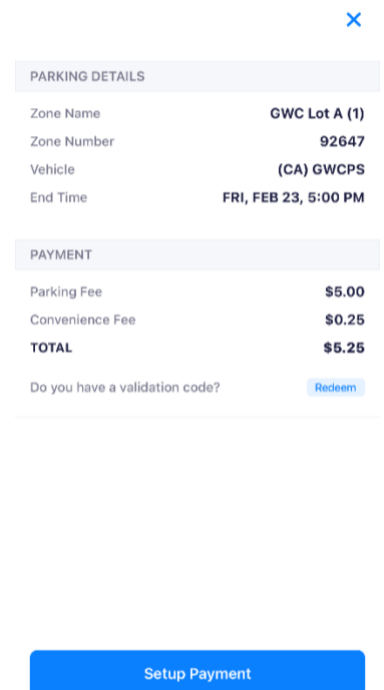 PARKING DETAILS
Zone Name GWC Lot A (1)
Zone Number 92647
Vehicle (CA) GWCPS
End Time FRI, FEB 23, 5:00 PM
PAYMENT
Parking Fee $5.00
Convenience Fee $0.25
TOTAL $5.25
Do you have a validation code? Redeem
Setup Payment